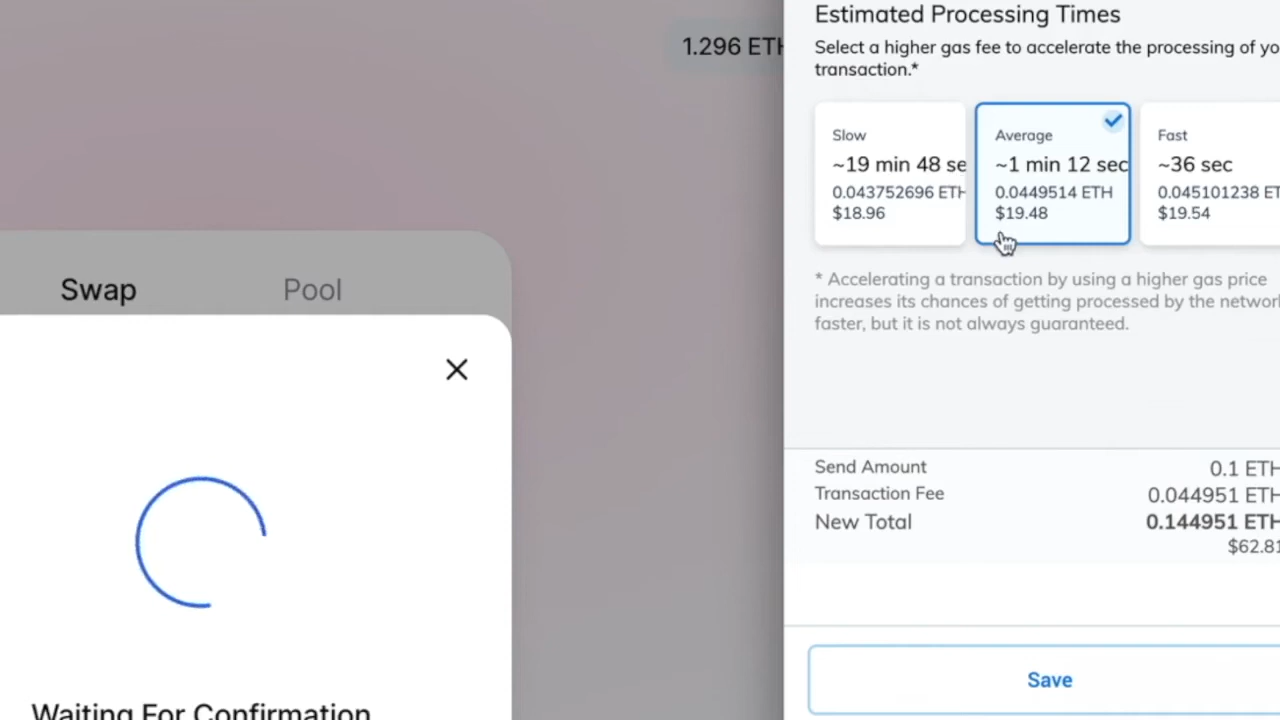 1.296 ETH
Swap
Pool
Waiting For Confirmation
Estimated Processing Times
Select a higher gas fee to accelerate the processing of yo
transaction.*
Slow
~19 min 48 se
0.043752696 ETH
$18.96
Average
~1 min 12 sec
0.0449514 ETH
$19.48
Fast
~36 sec
0.045101238 ET
$19.54
* Accelerating a transaction by using a higher gas price
increases its chances of getting processed by the network
faster, but it is not always guaranteed.
Send Amount
0.1 ETH
Transaction Fee
0.044951 ETH
New Total
0.144951 ETH
$62.81
Save